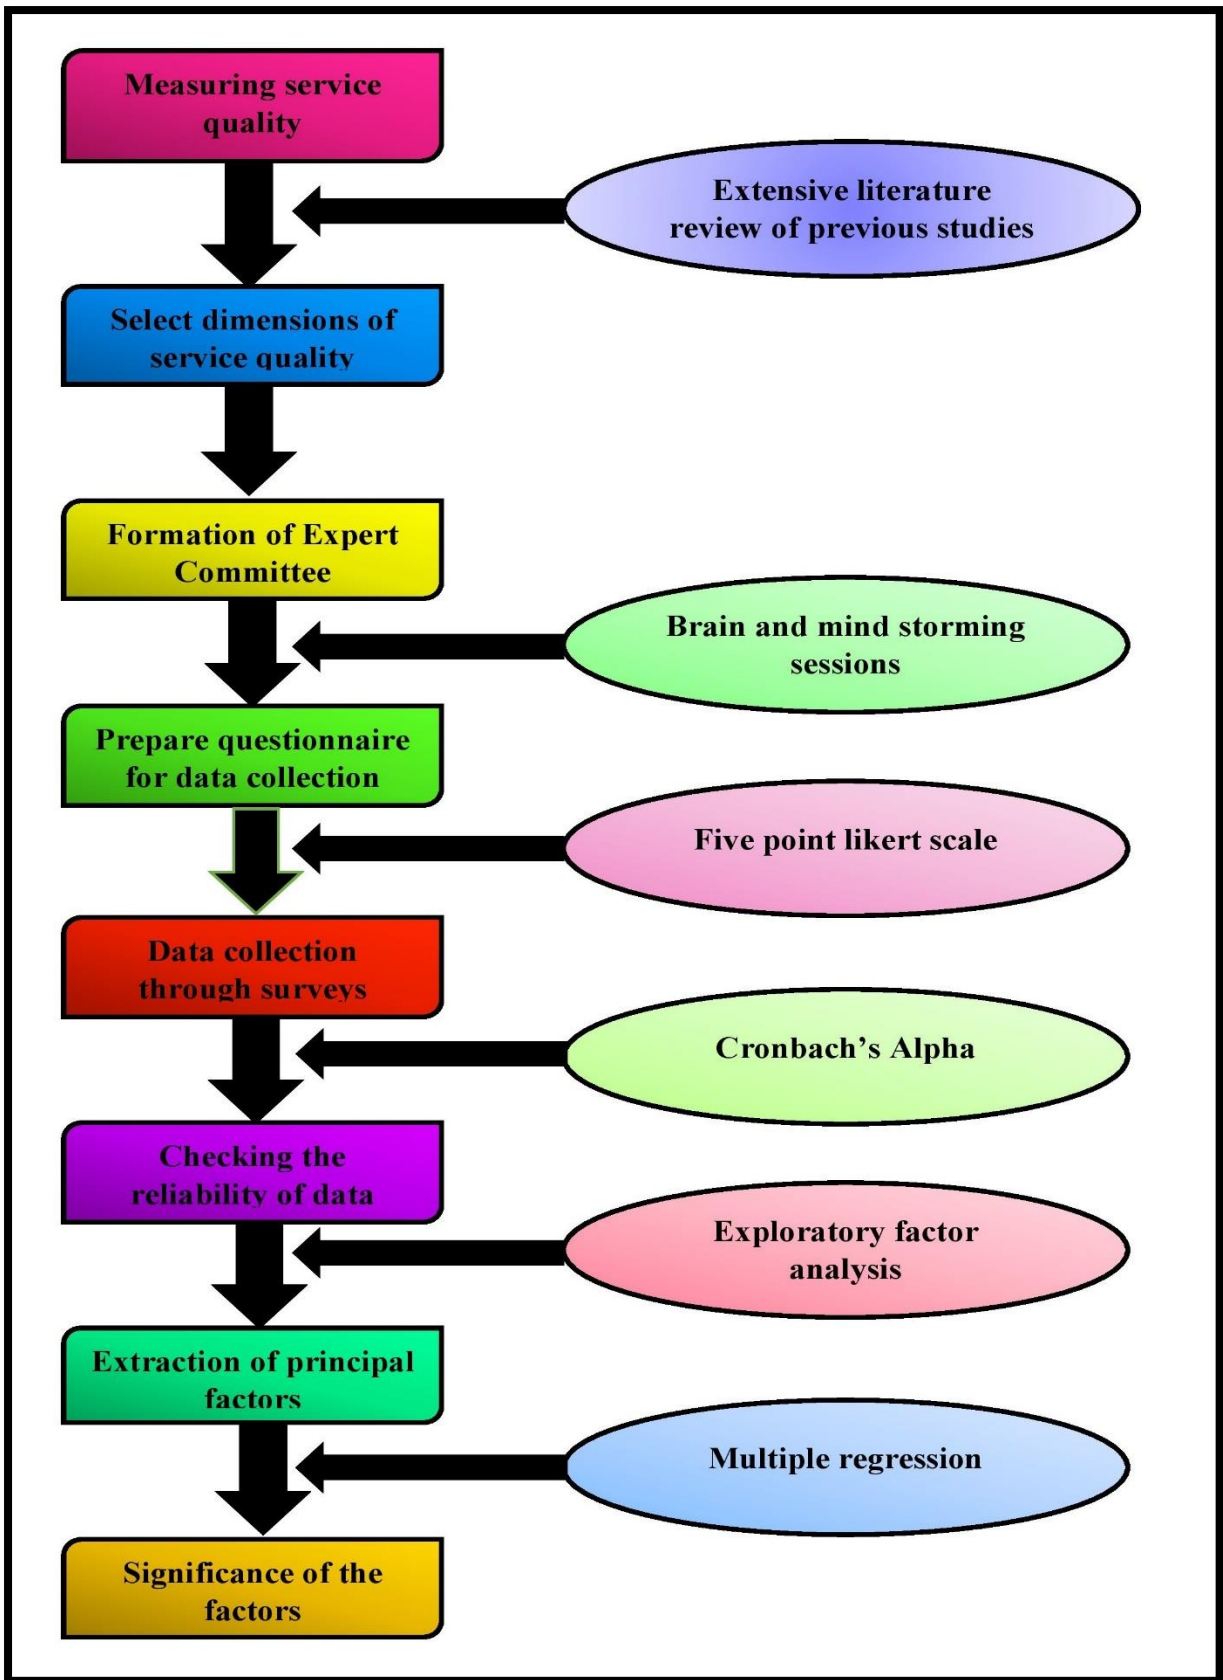 Measuring service
quality
Extensive literature
review of previous studies
Select dimensions of
service quality
Formation of Expert
Committee
Brain and mind storming
sessions
Prepare questionnaire
for data collection
Five point likert scale
Data collection
through surveys
Cronbach’s Alpha
Checking the
reliability of data
Exploratory factor
analysis
Extraction of principal
factors
Multiple regression
Significance of the
factors